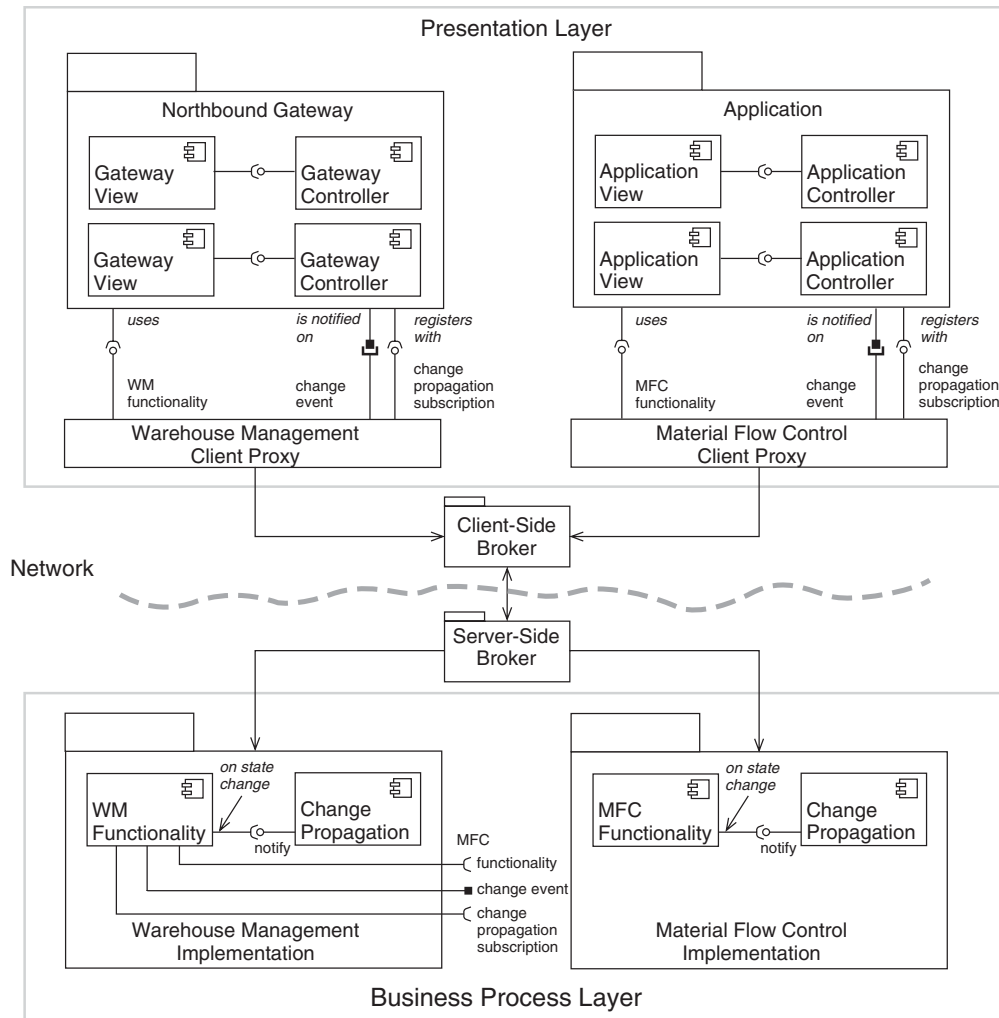 Presentation Layer
Northbound Gateway
Application
Gateway
View
Gateway
Controller
Application
View
Application
Controller
Gateway
View
Gateway
Controller
Application
View
Application
Controller
uses
is notified
on
registers
with
uses
is notified
on
registers
with
WM
functionality
change
event
change
propagation
subscription
MFC
functionality
change
event
change
propagation
subscription
Warehouse Management
Client Proxy
Material Flow Control
Client Proxy
Client-Side
Broker
Network
Server-Side
Broker
on state
change
on state
change
WM
Functionality
Change
Propagation
notify
MFC
functionality
change event
change
propagation
subscription
MFC
Functionality
Change
Propagation
notify
Warehouse Management
Implementation
Material Flow Control
Implementation
Business Process Layer